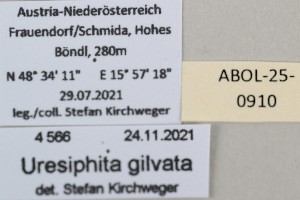 Austria-Niederösterreich
Frauendorf/Schmida, Hohes
Böndl, 280m
N 48° 34' 11" E 15° 57' 18"
29.07.2021
leg./coll. Stefan Kirchweger
ABOL-25-
0910
4 566 24.11.2021
Uresiphita gilvata
det. Stefan Kirchweger